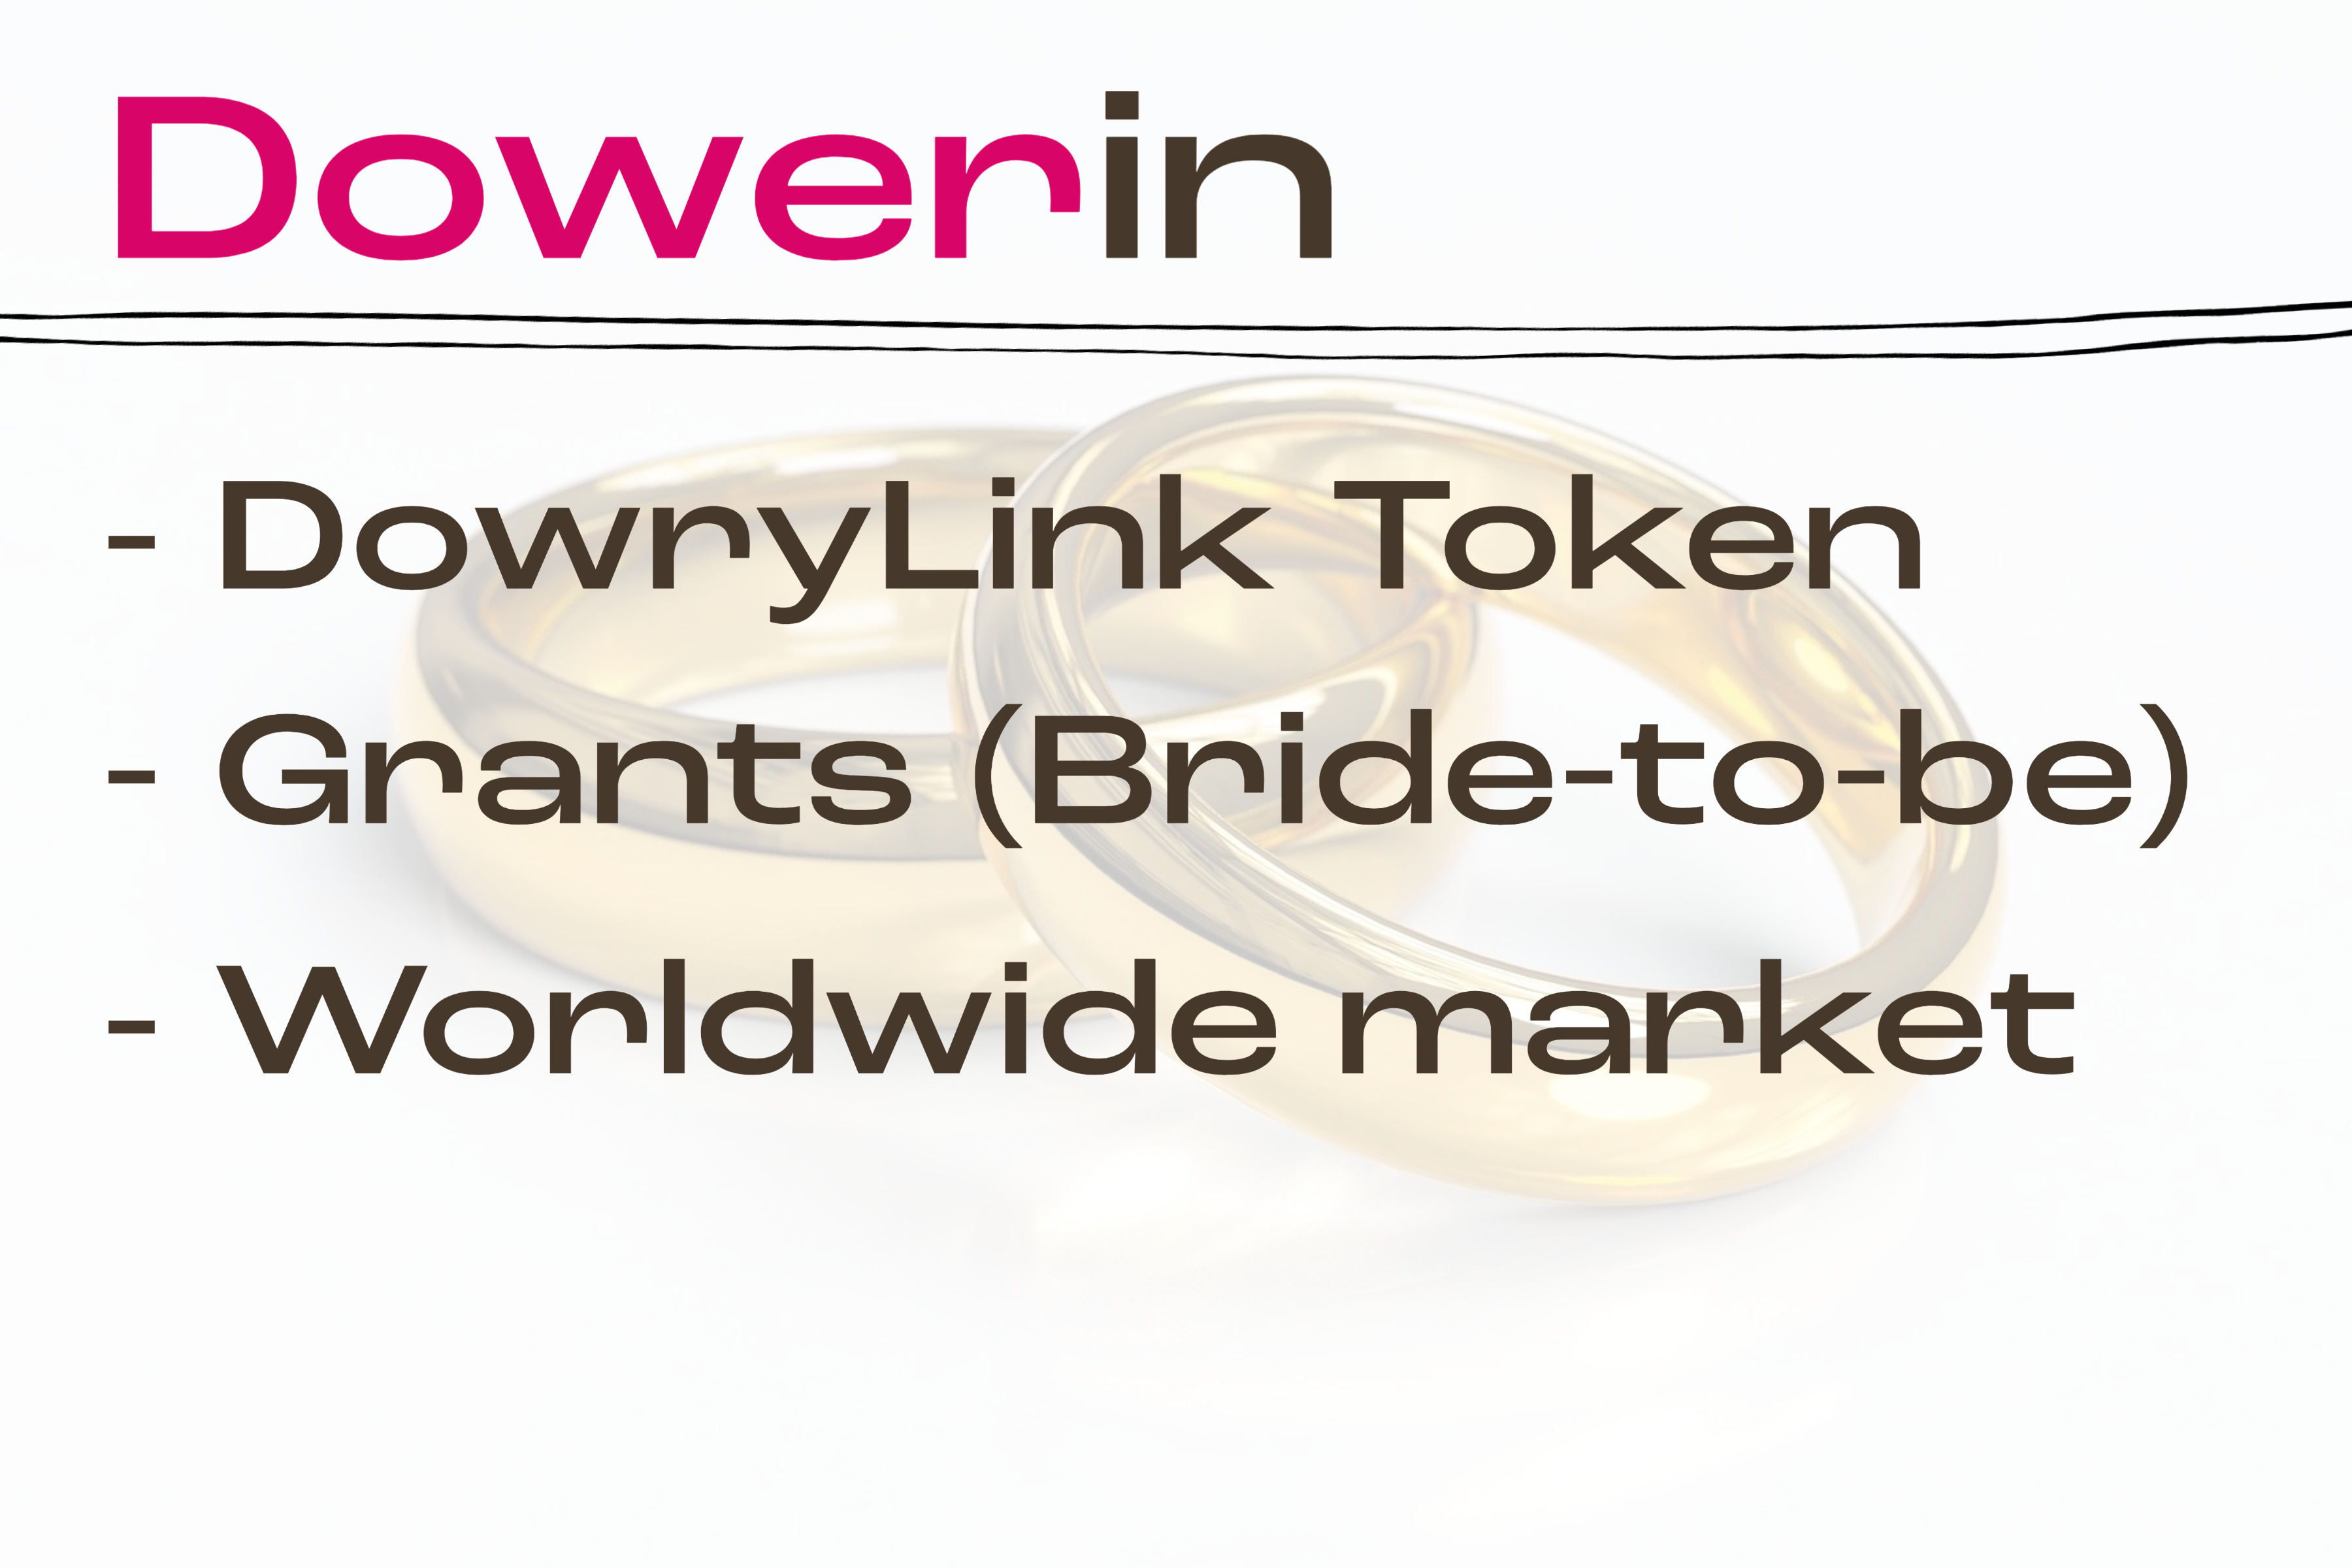 Dowerin
- DowryLink Token
- Grants (Bride-to-be)
- Worldwide market